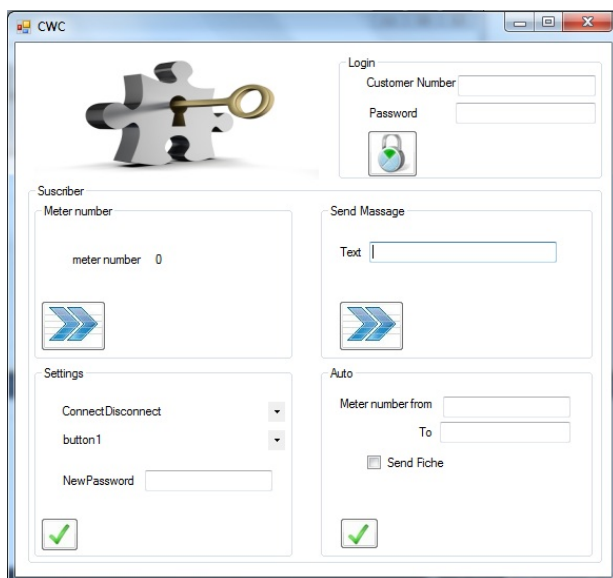 CWC
Login
Customer Number
Password
Suscriber
Meter number
meter number 0
Send Massage
Text
Settings
ConnectDisconnect
button1
NewPassword
Auto
Meter number from
To
Send Fiche